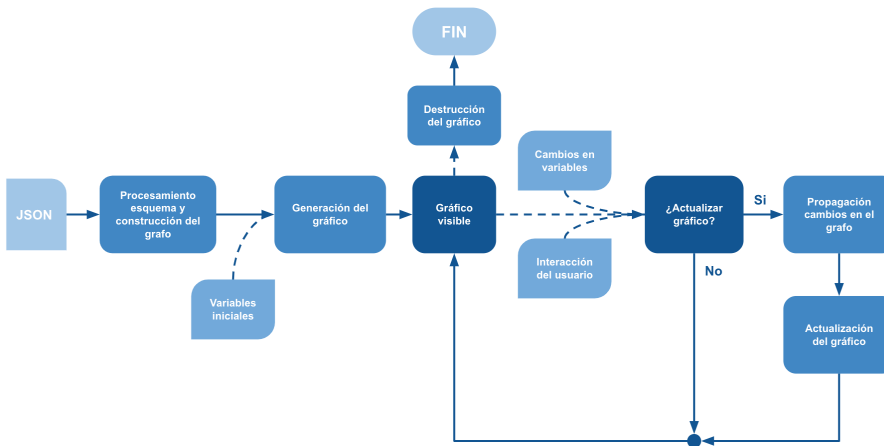 FIN
Destrucción
del gráfico
Cambios en
variables
JSON
Procesamiento
esquema y
construcción del
grafo
Generación del
gráfico
Gráfico
visible
¿Actualizar
gráfico?
Si
Propagación
cambios en el
grafo
Variables
iniciales
Interacción
del usuario
No
Actualización
del gráfico